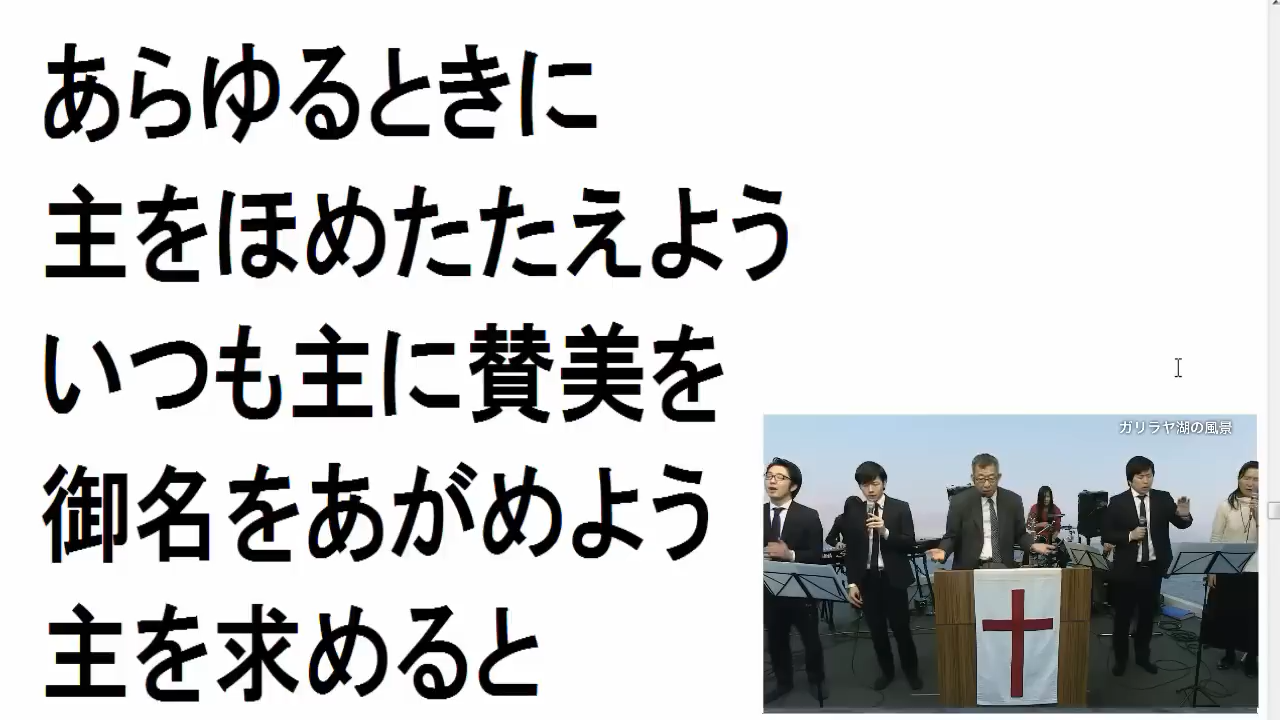 あらゆるときに
主をほめたたえよう
いつも主に賛美を
御名をあがめよう
主を求めると
ガリラヤ湖の風景